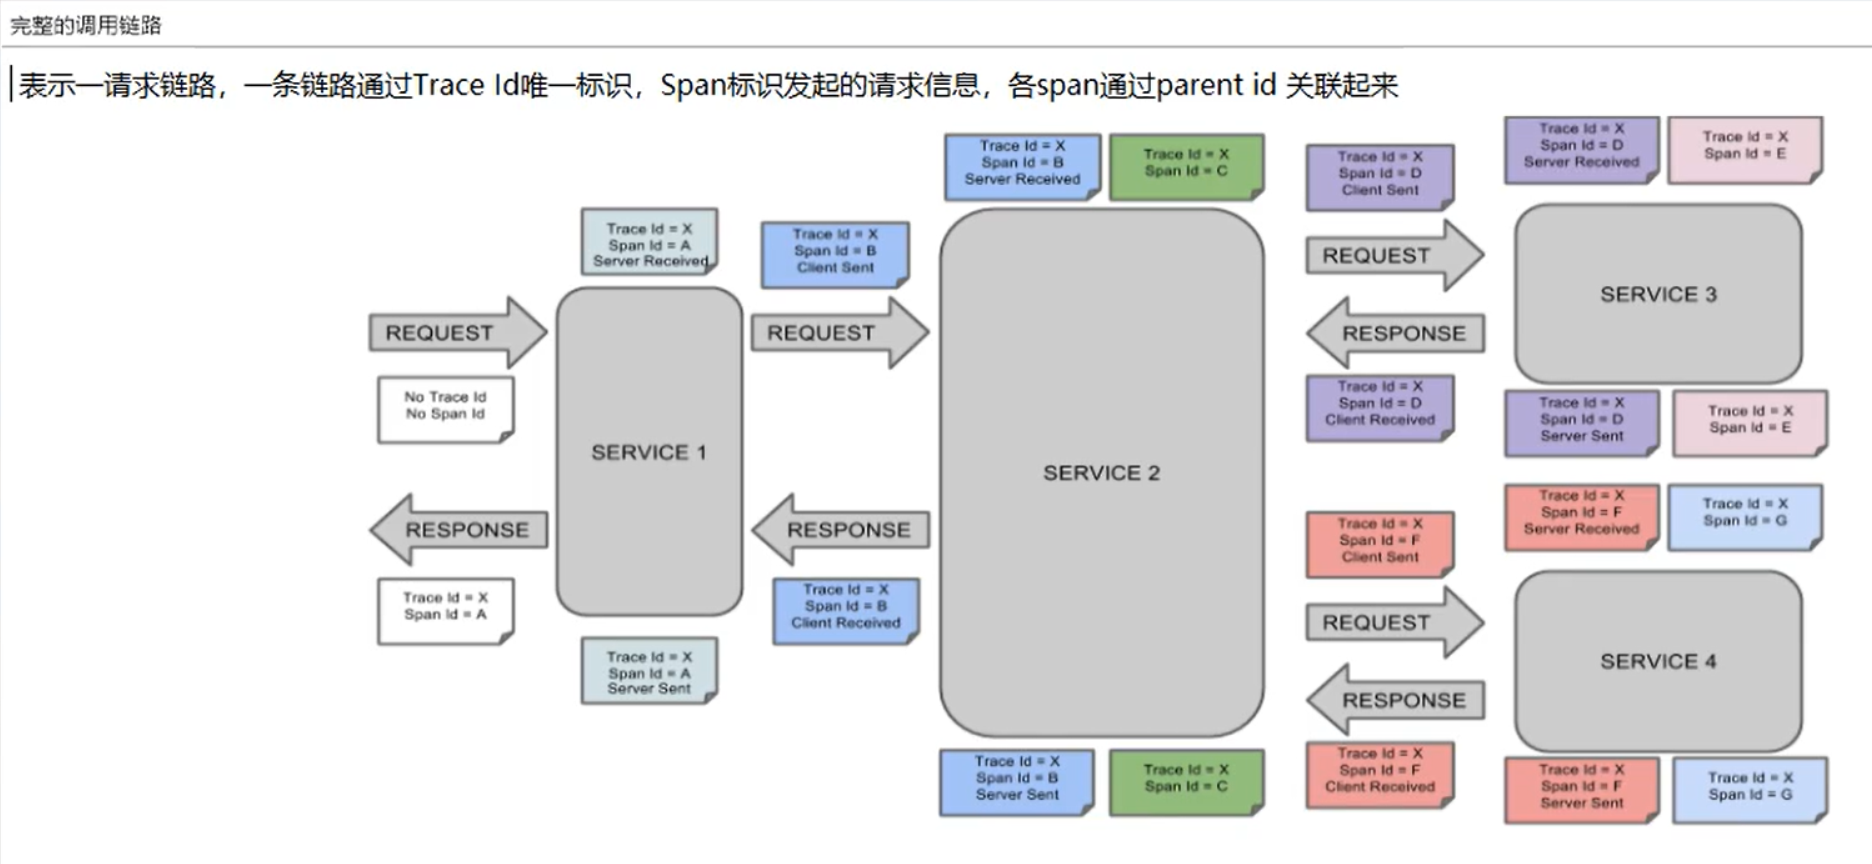 完整的调用链路
表示一请求链路，一条链路通过Trace Id唯一标识，Span标识发起的请求信息，各span通过parent id 关联起来
REQUEST
No Trace Id
No Span Id
RESPONSE
Trace Id = X
Span Id = A
Trace Id = X
Span Id = A
Server Received
SERVICE 1
Trace Id = X
Span Id = A
Server Sent
Trace Id = X
Span Id = B
Client Sent
REQUEST
RESPONSE
Trace Id = X
Span Id = B
Client Received
Trace Id = X
Span Id = B
Server Received
Trace Id = X
Span Id = C
SERVICE 2
Trace Id = X
Span Id = B
Server Sent
Trace Id = X
Span Id = C
Trace Id = X
Span Id = D
Client Sent
REQUEST
RESPONSE
Trace Id = X
Span Id = D
Client Received
Trace Id = X
Span Id = D
Server Received
Trace Id = X
Span Id = E
SERVICE 3
Trace Id = X
Span Id = D
Server Sent
Trace Id = X
Span Id = E
Trace Id = X
Span Id = F
Client Sent
REQUEST
RESPONSE
Trace Id = X
Span Id = F
Client Received
Trace Id = X
Span Id = F
Server Received
Trace Id = X
Span Id = G
SERVICE 4
Trace Id = X
Span Id = F
Server Sent
Trace Id = X
Span Id = G